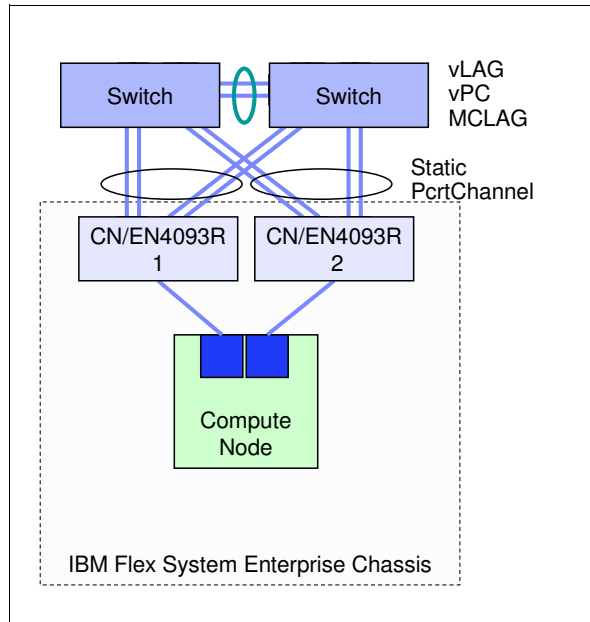 Switch
Switch
vLAG
vPC
MCLAG
Static
PcrtChannel
CN/EN4093R
1
CN/EN4093R
2
Compute
Node
IBM Flex System Enterprise Chassis